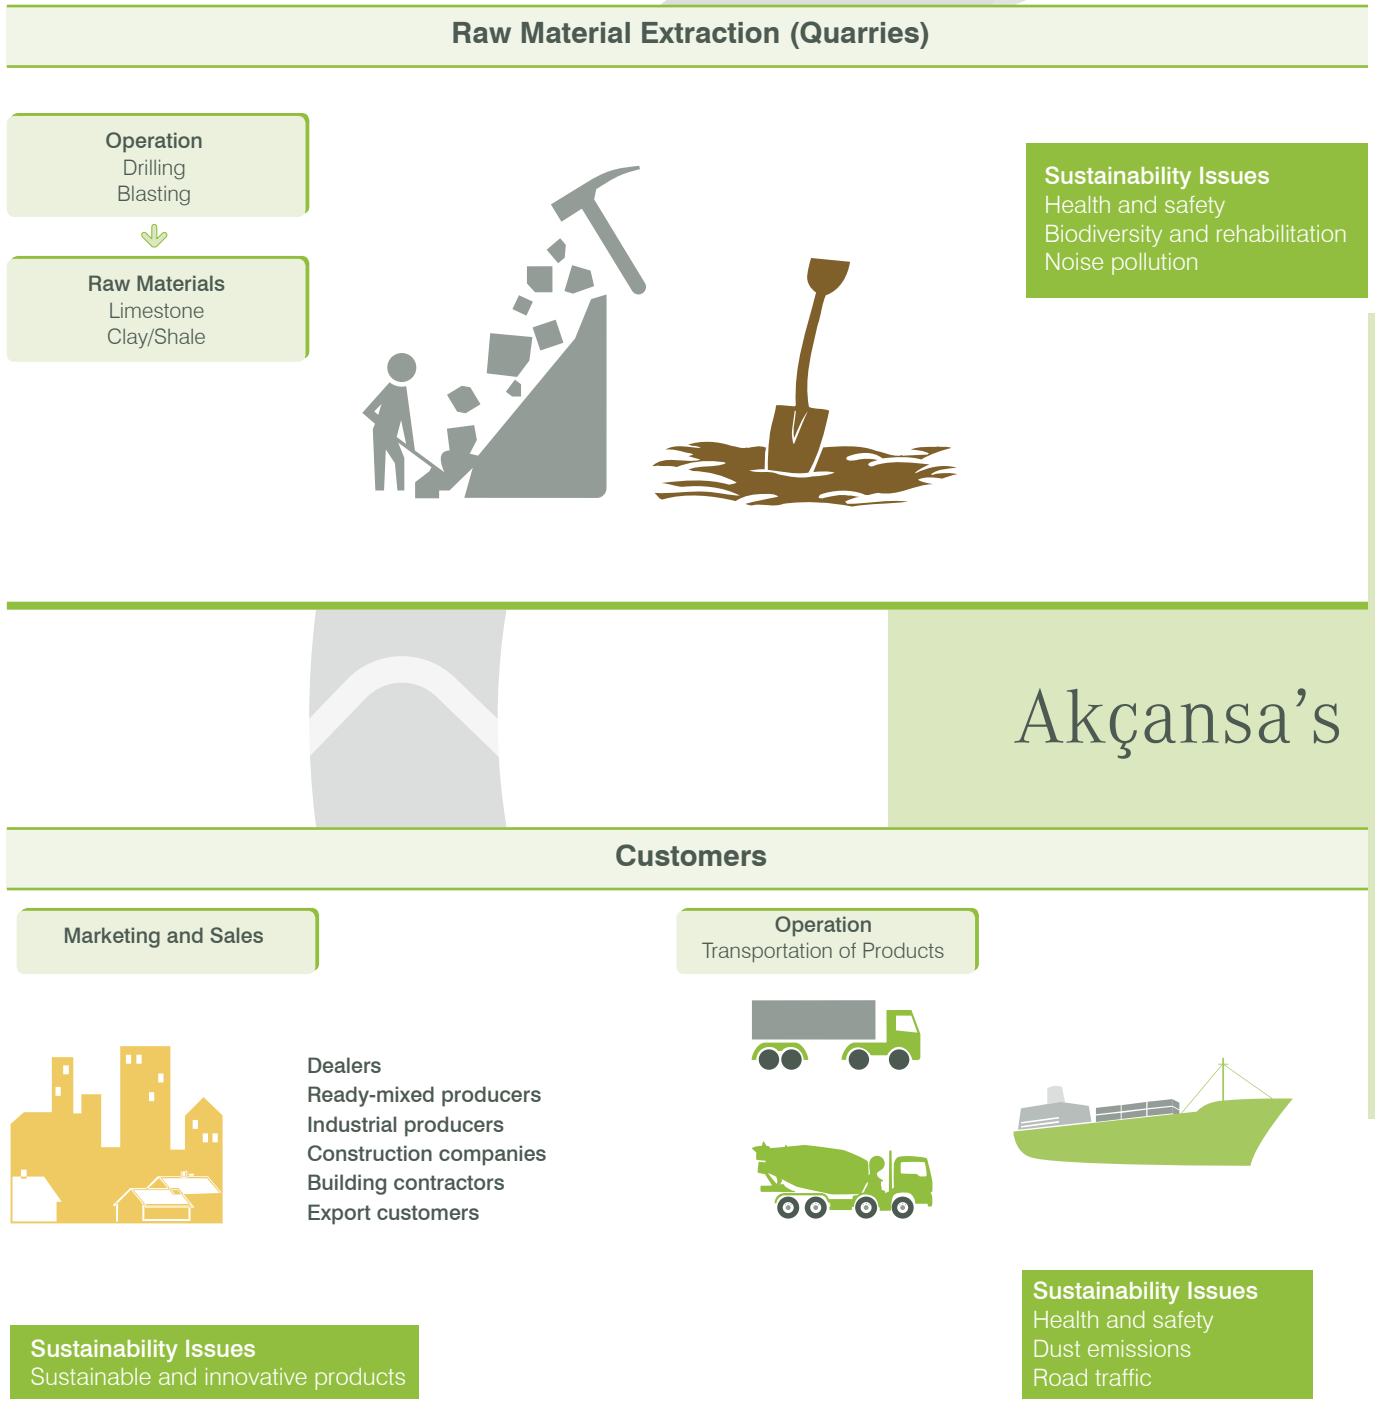 Raw Material Extraction (Quarries)
Operation
Drilling
Blasting
Raw Materials
Limestone
Clay/Shale
Sustainability Issues
Health and safety
Biodiversity and rehabilitation
Noise pollution
Akçansa’s
Customers
Marketing and Sales
Dealers
Ready-mixed producers
Industrial producers
Construction companies
Building contractors
Export customers
Sustainability Issues
Sustainable and innovative products
Operation
Transportation of Products
Sustainability Issues
Health and safety
Dust emissions
Road traffic